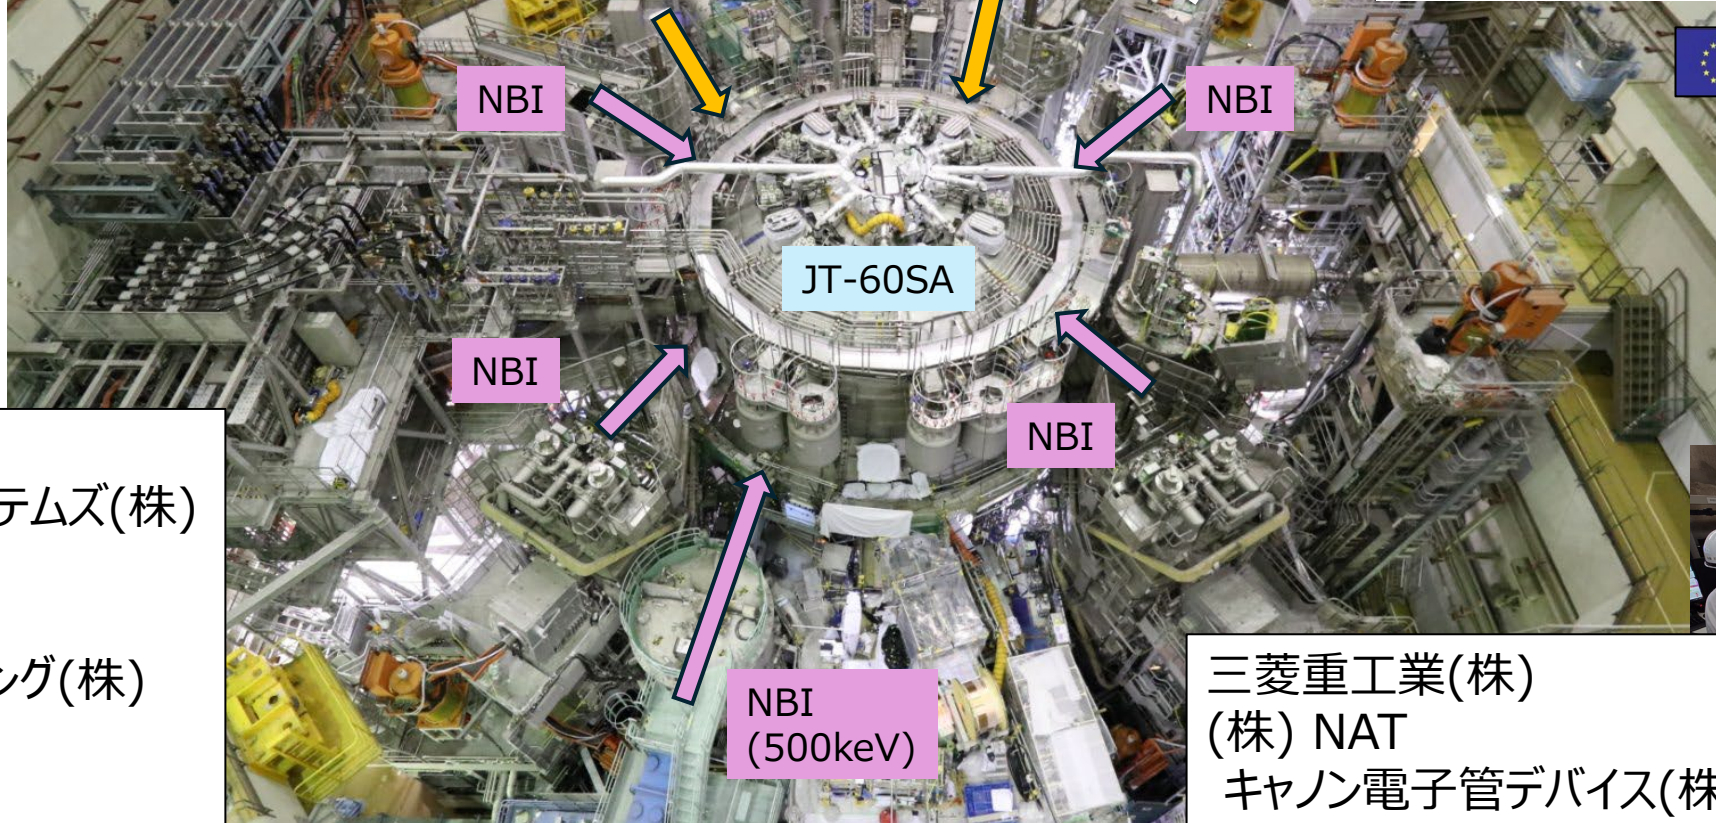 NBI
NBI
JT-60SA
NBI
NBI
テムズ(株)
ング(株)
NBI
(500keV)
三菱重工業(株)
(株) NAT
キャノン電子管デバイス(株